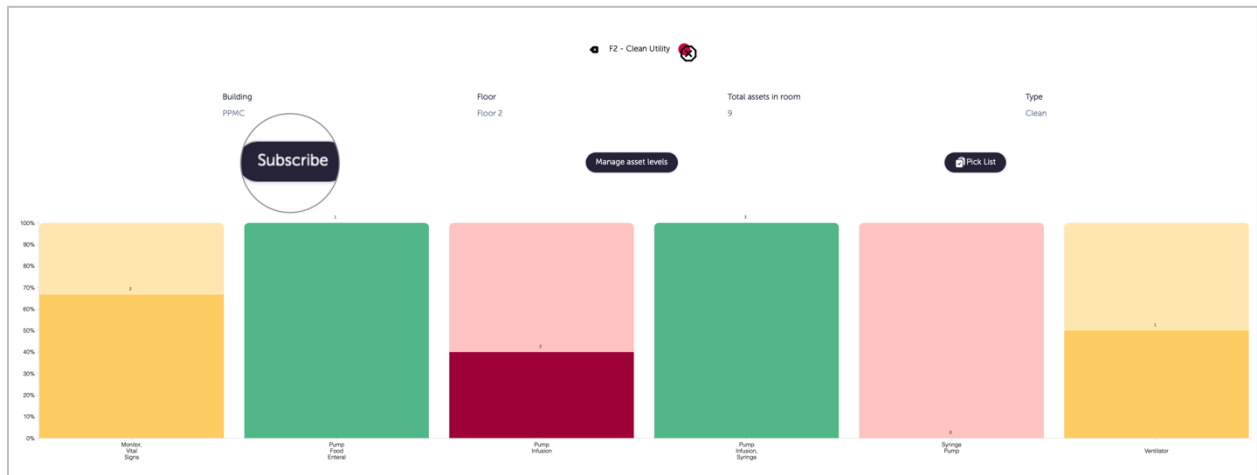 F2 - Clean Utility
Building
Floor
Total assets in room
Type
PPMC
Floor 2
9
Clean
Subscribe
Manage asset levels
Pick List
1
3
100%
90%
80%
70%
2
60%
50%
1
40%
2
30%
20%
10%
0
0%
Monitor,
Vital
Signs
Pump
Food
Enteral
Pump
Infusion
Pump
Infusion,
Syringe
Syringe
Pump
Ventilator